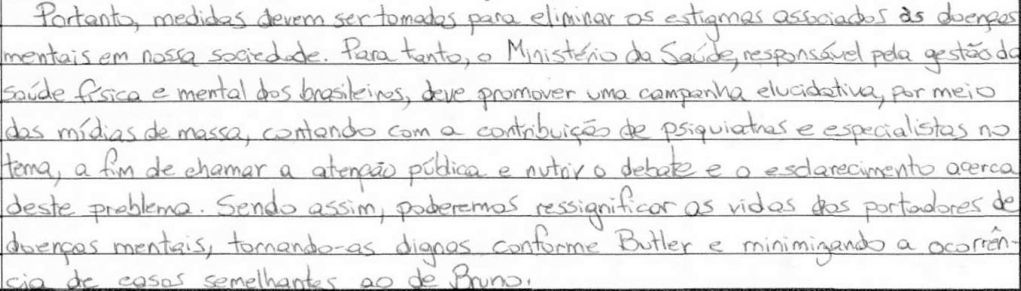 Portanto, medidas devem ser tomadas para eliminar os estigmas associados às doenças
mentais em nossa sociedade. Para tanto, o Ministério da Saúde, responsável pela gestão da
saúde física e mental dos brasileiros, deve promover uma campanha elucidativa, por meio
das mídias de massa, contando com a contribuição de psiquiatras e especialistas no
tema, a fim de chamar a atenção pública e nutrir o debate e o esclarecimento acerca
deste problema. Sendo assim, poderemos ressignificar as vidas dos portadores de
doenças mentais, tornando-as dignas conforme Butler e minimizando a ocorrên-
cia de casos semelhantes ao de Bruno.